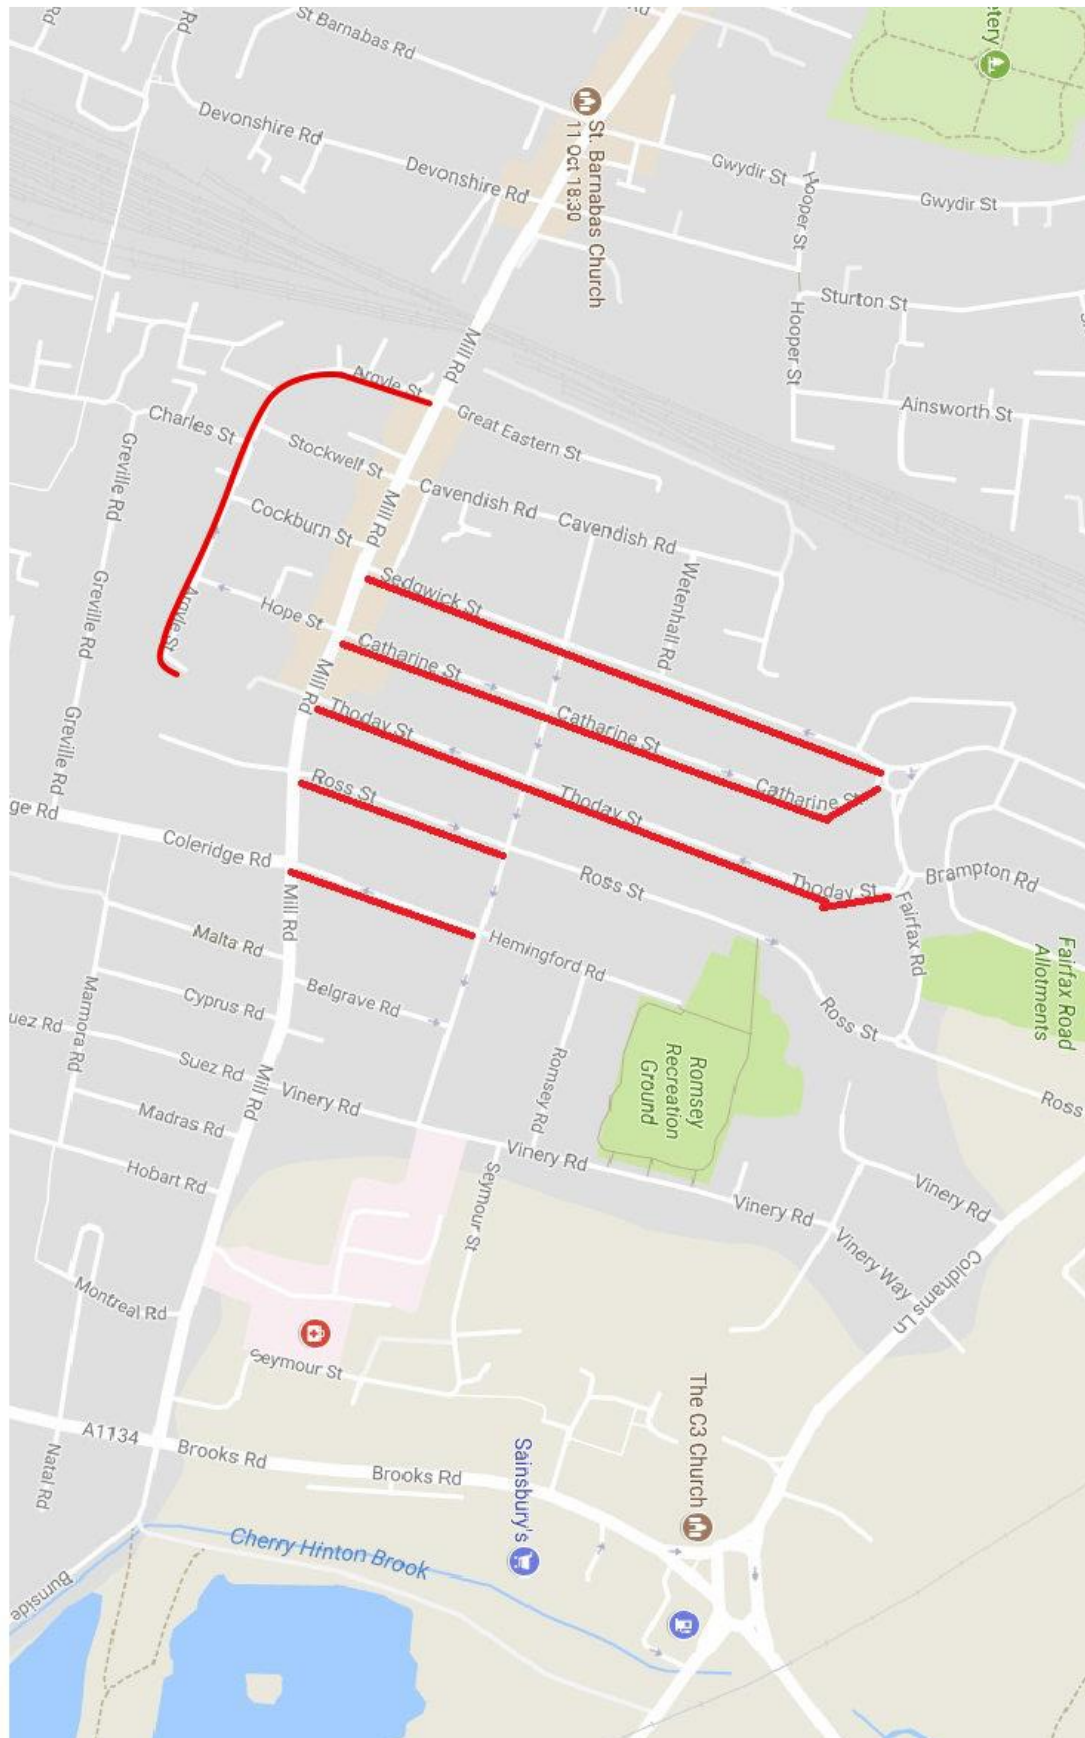 Rd
Rd
St Barnabas Rd
Rd
etery
St. Barnabas Church
11 Oct 18:30
Devonshire Rd
Devonshire Rd
Gwydir St
Gwydir St
Hooper St
Hooper St
Sturton St
Ainsworth St
Mill Rd
Argyle St
Great Eastern St
Charles St
Stockwell St
Greville Rd
Cavendish Rd
Cavendish Rd
Mill Rd
Cockburn St
Sedgwick St
Wetenhall Rd
Greville Rd
Hope St
Argyle St
Catharine St
Catharine St
Catharine St
Mill Rd
Thoday St
Thoday St
Thoday St
Greville Rd
Ross St
Ross St
Ross St
Ross
ge Rd
Coleridge Rd
Brampton Rd
Fairfax Rd
Fairfax Road
Allotments
Mill Rd
Malta Rd
Hemingford Rd
Belgrave Rd
Cyprus Rd
Marmora Rd
uez Rd
Suez Rd
Mill Rd
Vinery Rd
Romsey Rd
Romsey
Recreation
Ground
Madras Rd
Hobart Rd
Vinery Rd
Vinery Rd
Vinery Rd
Vinery Way
Seymour St
Coldhams Ln
Montreal Rd
Seymour St
The C3 Church
A1134
Natal Rd
Brooks Rd
Brooks Rd
Sainsbury's
Cherry Hinton Brook
Burnside